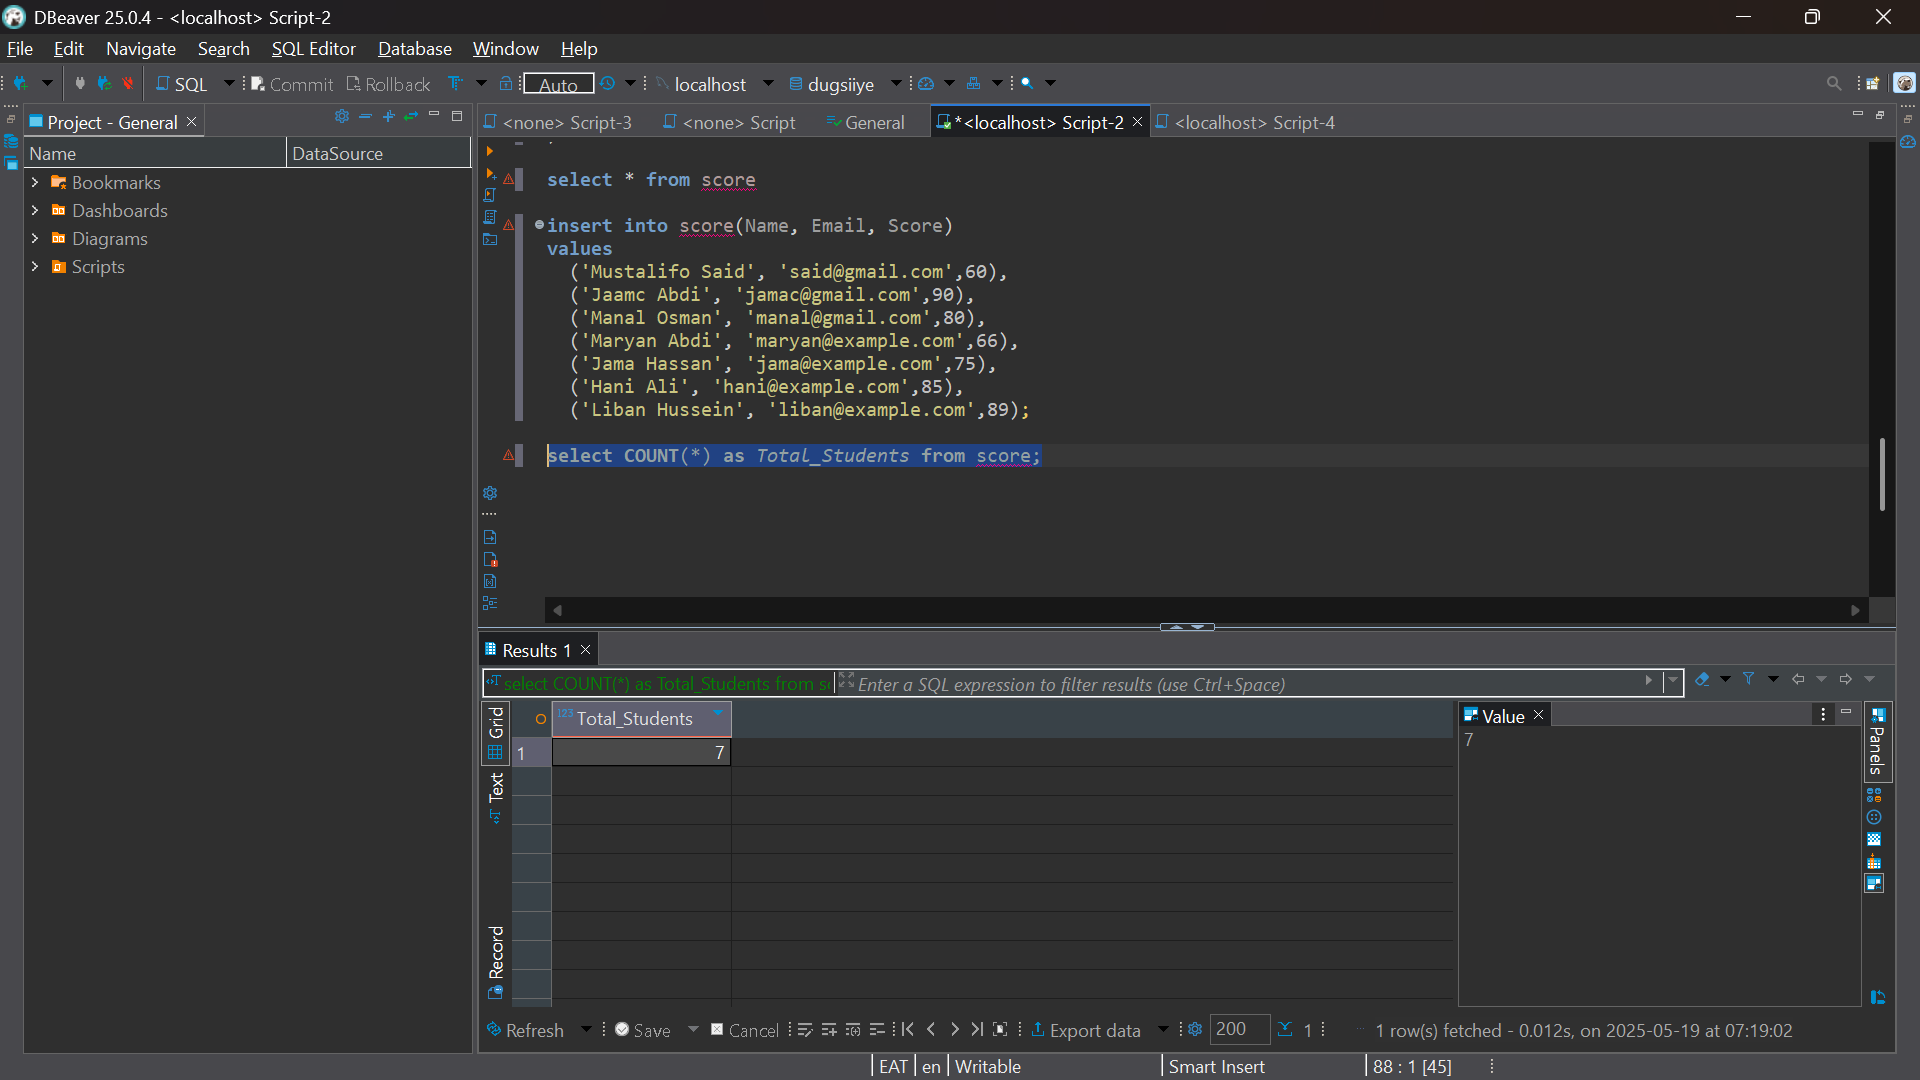 DBeaver 25.0.4 - <localhost> Script-2
File Edit Navigate Search SQL Editor Database Window Help
SQL Commit Rollback Auto localhost dugsiiye
Project - General
<none> Script-3 <none> Script General *<localhost> Script-2 <localhost> Script-4
Name DataSource
Bookmarks
Dashboards
Diagrams
Scripts
select * from score
insert into score(Name, Email, Score)
values
('Mustalifo Said', 'said@gmail.com',60),
('Jaamc Abdi', 'jamac@gmail.com',90),
('Manal Osman', 'manal@gmail.com',80),
('Maryan Abdi', 'maryan@example.com',66),
('Jama Hassan', 'jama@example.com',75),
('Hani Ali', 'hani@example.com',85),
('Liban Hussein', 'liban@example.com',89);
select COUNT(*) as Total_Students from score;
Results 1
select COUNT(*) as Total_Students from sc Enter a SQL expression to filter results (use Ctrl+Space)
Grid
Text
Record
123 Total_Students
1 7
Value
7
Panels
Refresh Save Cancel Export data 200 1 1 row(s) fetched - 0.012s, on 2025-05-19 at 07:19:02
EAT en Writable Smart Insert 88 : 1 [45]